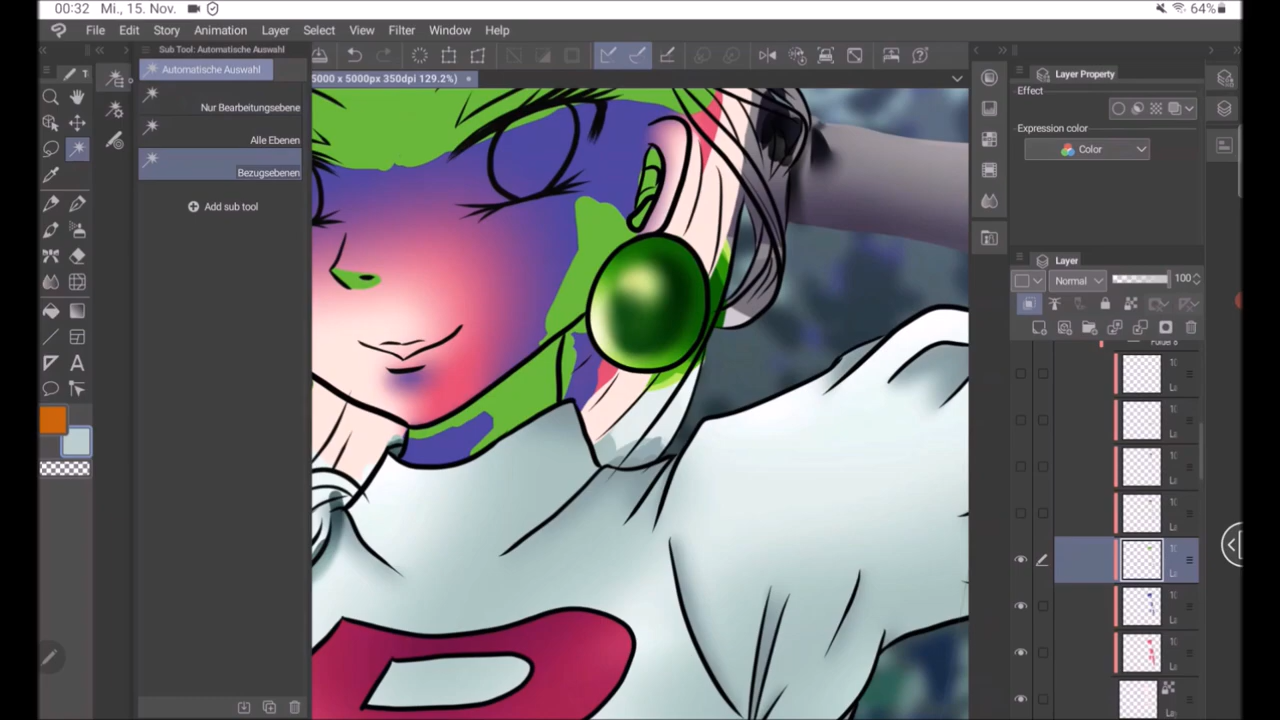 00:32 Mi., 15. Nov. 64%
File Edit Story Animation Layer Select View Filter Window Help
Sub Tool: Automatische Auswahl
Automatische Auswahl
Nur Bearbeitungsebene
Alle Ebenen
Bezugsebenen
Add sub tool
5000 x 5000px 350dpi 129.2%)
Layer Property
Effect
Expression color
Color
Layer
Normal 100